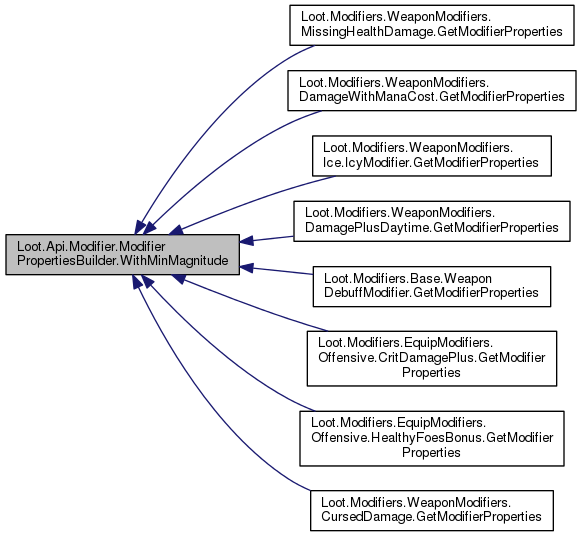 Loot.Modifiers.WeaponModifiers.
MissingHealthDamage.GetModifierProperties
Loot.Modifiers.WeaponModifiers.
DamageWithManaCost.GetModifierProperties
Loot.Modifiers.WeaponModifiers.
Ice.IcyModifier.GetModifierProperties
Loot.Modifiers.WeaponModifiers.
DamagePlusDaytime.GetModifierProperties
Loot.Api.Modifier.Modifier
PropertiesBuilder.WithMinMagnitude
Loot.Modifiers.Base.Weapon
DebuffModifier.GetModifierProperties
Loot.Modifiers.EquipModifiers.
Offensive.CritDamagePlus.GetModifier
Properties
Loot.Modifiers.EquipModifiers.
Offensive.HealthyFoesBonus.GetModifier
Properties
Loot.Modifiers.WeaponModifiers.
CursedDamage.GetModifierProperties